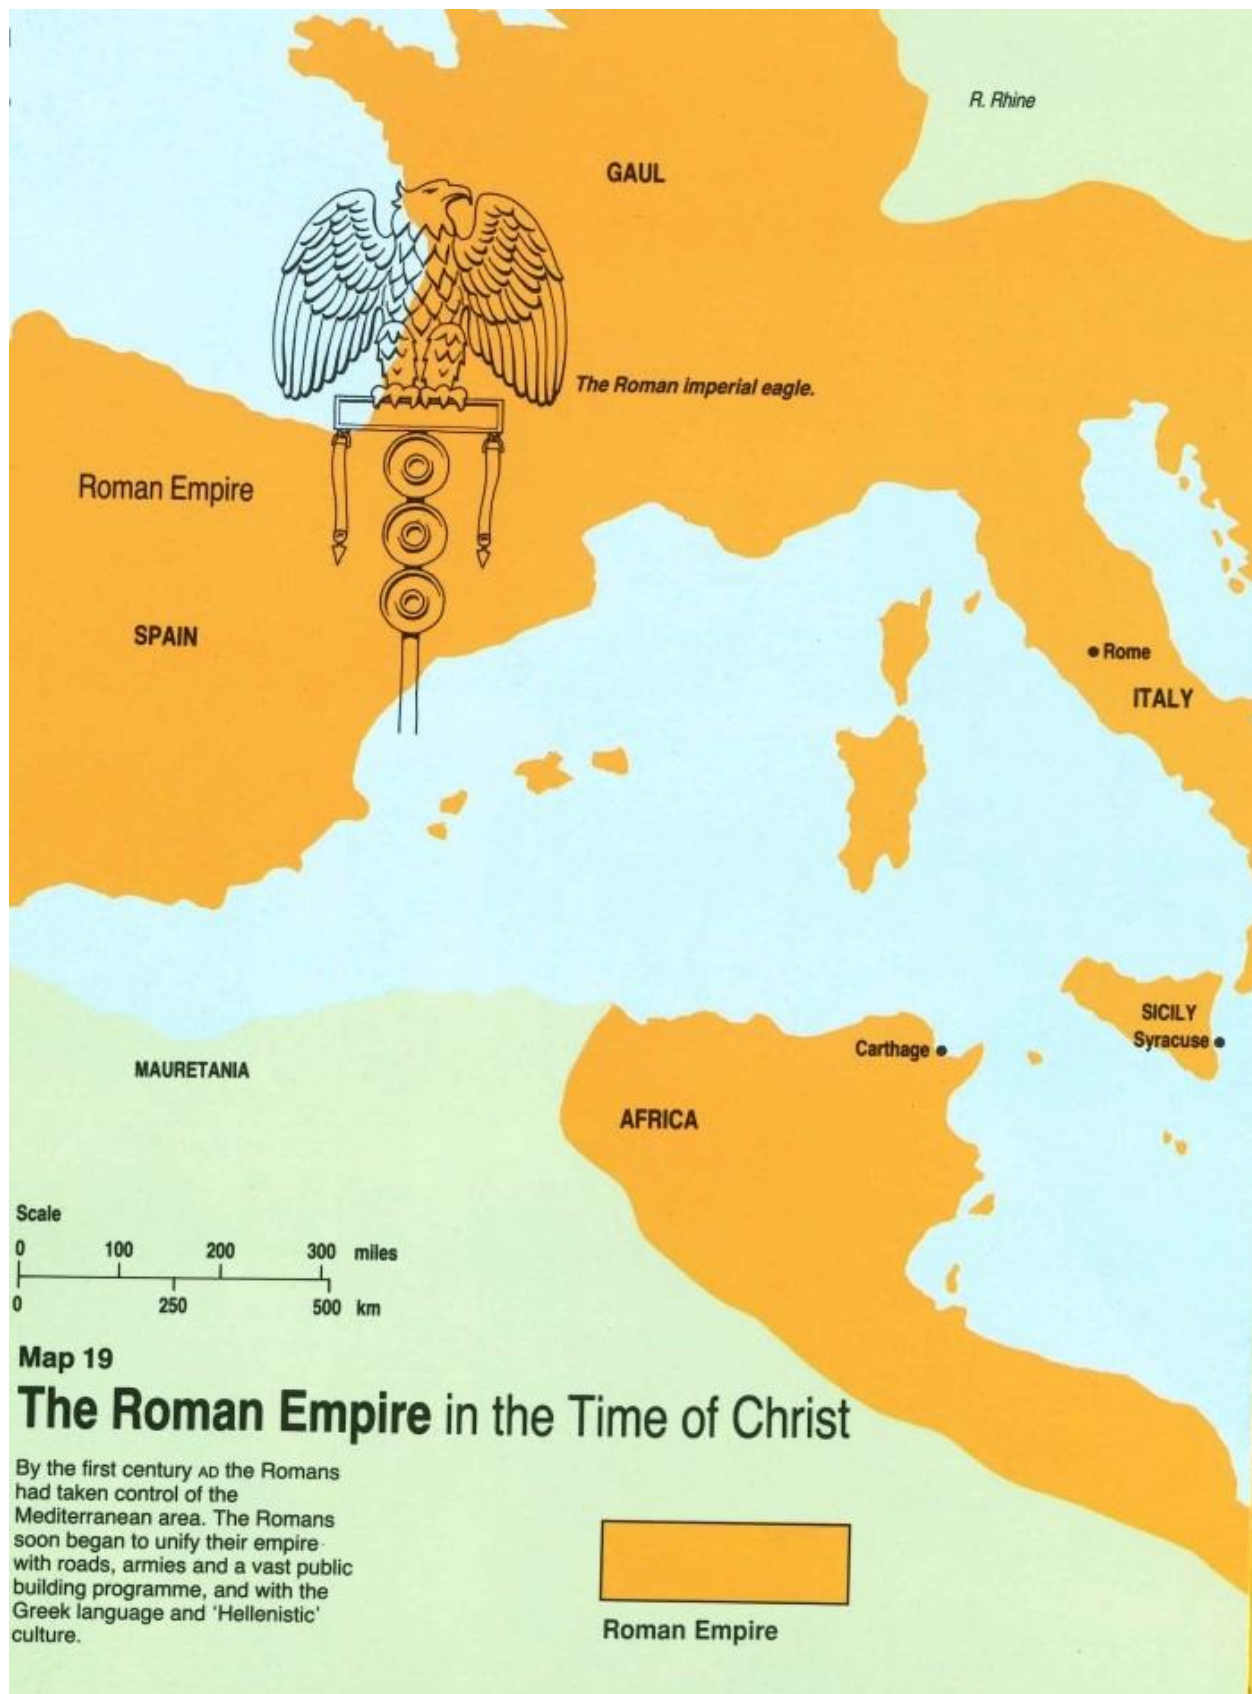 R. Rhine
GAUL
The Roman imperial eagle.
Roman Empire
SPAIN
Rome
ITALY
SICILY
Syracuse
Carthage
MAURETANIA
AFRICA
Scale
0 100 200 300 miles
0 250 500 km
Map 19
The Roman Empire in the Time of Christ
By the first century AD the Romans
had taken control of the
Mediterranean area. The Romans
soon began to unify their empire
with roads, armies and a vast public
building programme, and with the
Greek language and ‘Hellenistic’
culture.
Roman Empire